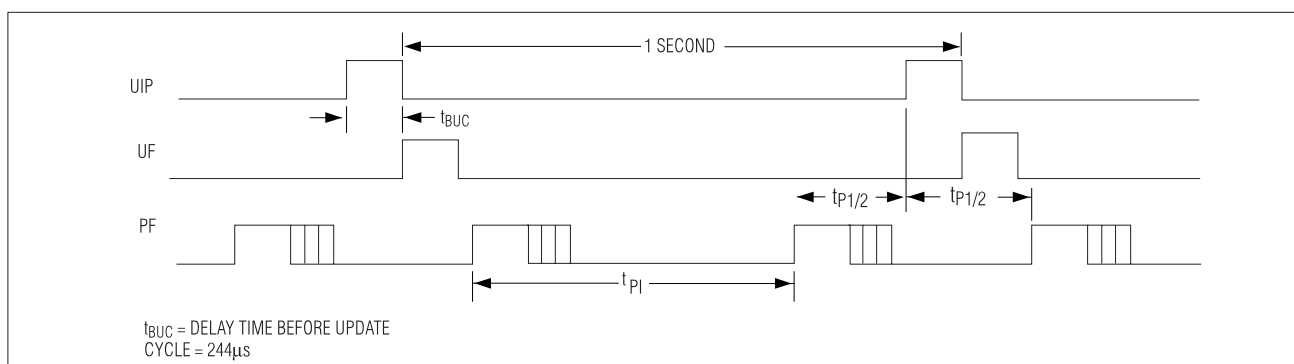 1 SECOND
UIP
tBUC
UF
tP1/2 tP1/2
PF
tPI
tBUC = DELAY TIME BEFORE UPDATE
CYCLE = 244µs